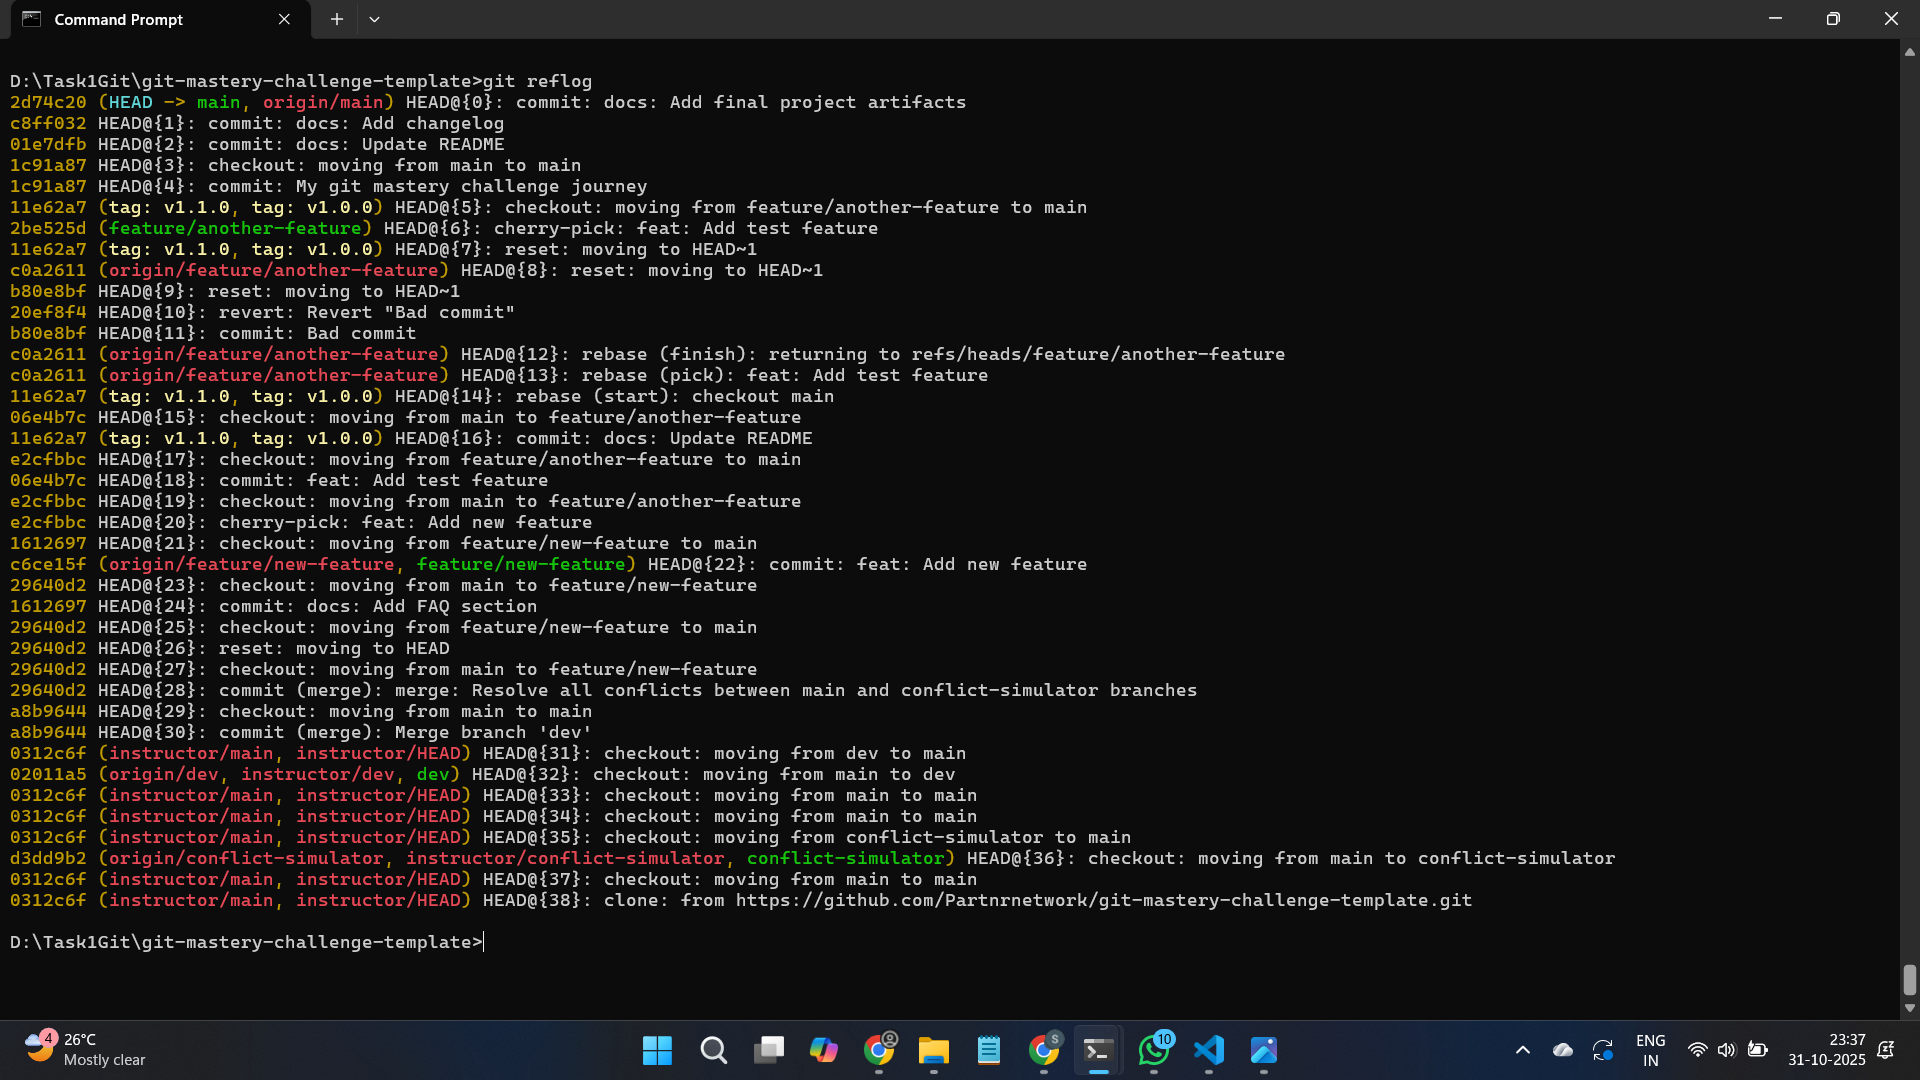 Command Prompt
D:\Task1Git\git-mastery-challenge-template>git reflog
2d74c20 (HEAD -> main, origin/main) HEAD@{0}: commit: docs: Add final project artifacts
c8ff032 HEAD@{1}: commit: docs: Add changelog
01e7dfb HEAD@{2}: commit: docs: Update README
1c91a87 HEAD@{3}: checkout: moving from main to main
1c91a87 HEAD@{4}: commit: My git mastery challenge journey
11e62a7 (tag: v1.1.0, tag: v1.0.0) HEAD@{5}: checkout: moving from feature/another-feature to main
2be525d (feature/another-feature) HEAD@{6}: cherry-pick: feat: Add test feature
11e62a7 (tag: v1.1.0, tag: v1.0.0) HEAD@{7}: reset: moving to HEAD~1
c0a2611 (origin/feature/another-feature) HEAD@{8}: reset: moving to HEAD~1
b80e8bf HEAD@{9}: reset: moving to HEAD~1
20ef8f4 HEAD@{10}: revert: Revert "Bad commit"
b80e8bf HEAD@{11}: commit: Bad commit
c0a2611 (origin/feature/another-feature) HEAD@{12}: rebase (finish): returning to refs/heads/feature/another-feature
c0a2611 (origin/feature/another-feature) HEAD@{13}: rebase (pick): feat: Add test feature
11e62a7 (tag: v1.1.0, tag: v1.0.0) HEAD@{14}: rebase (start): checkout main
06e4b7c HEAD@{15}: checkout: moving from main to feature/another-feature
11e62a7 (tag: v1.1.0, tag: v1.0.0) HEAD@{16}: commit: docs: Update README
e2cfbbc HEAD@{17}: checkout: moving from feature/another-feature to main
06e4b7c HEAD@{18}: commit: feat: Add test feature
e2cfbbc HEAD@{19}: checkout: moving from main to feature/another-feature
e2cfbbc HEAD@{20}: cherry-pick: feat: Add new feature
1612697 HEAD@{21}: checkout: moving from feature/new-feature to main
c6ce15f (origin/feature/new-feature, feature/new-feature) HEAD@{22}: commit: feat: Add new feature
29640d2 HEAD@{23}: checkout: moving from main to feature/new-feature
1612697 HEAD@{24}: commit: docs: Add FAQ section
29640d2 HEAD@{25}: checkout: moving from feature/new-feature to main
29640d2 HEAD@{26}: reset: moving to HEAD
29640d2 HEAD@{27}: checkout: moving from main to feature/new-feature
29640d2 HEAD@{28}: commit (merge): merge: Resolve all conflicts between main and conflict-simulator branches
a8b9644 HEAD@{29}: checkout: moving from main to main
a8b9644 HEAD@{30}: commit (merge): Merge branch 'dev'
0312c6f (instructor/main, instructor/HEAD) HEAD@{31}: checkout: moving from dev to main
02011a5 (origin/dev, instructor/dev, dev) HEAD@{32}: checkout: moving from main to dev
0312c6f (instructor/main, instructor/HEAD) HEAD@{33}: checkout: moving from main to main
0312c6f (instructor/main, instructor/HEAD) HEAD@{34}: checkout: moving from main to main
0312c6f (instructor/main, instructor/HEAD) HEAD@{35}: checkout: moving from conflict-simulator to main
d3dd9b2 (origin/conflict-simulator, instructor/conflict-simulator, conflict-simulator) HEAD@{36}: checkout: moving from main to conflict-simulator
0312c6f (instructor/main, instructor/HEAD) HEAD@{37}: checkout: moving from main to main
0312c6f (instructor/main, instructor/HEAD) HEAD@{38}: clone: from https://github.com/Partnrnetwork/git-mastery-challenge-template.git
D:\Task1Git\git-mastery-challenge-template>
4
26°C
Mostly clear
S
10
ENG
IN
23:37
31-10-2025